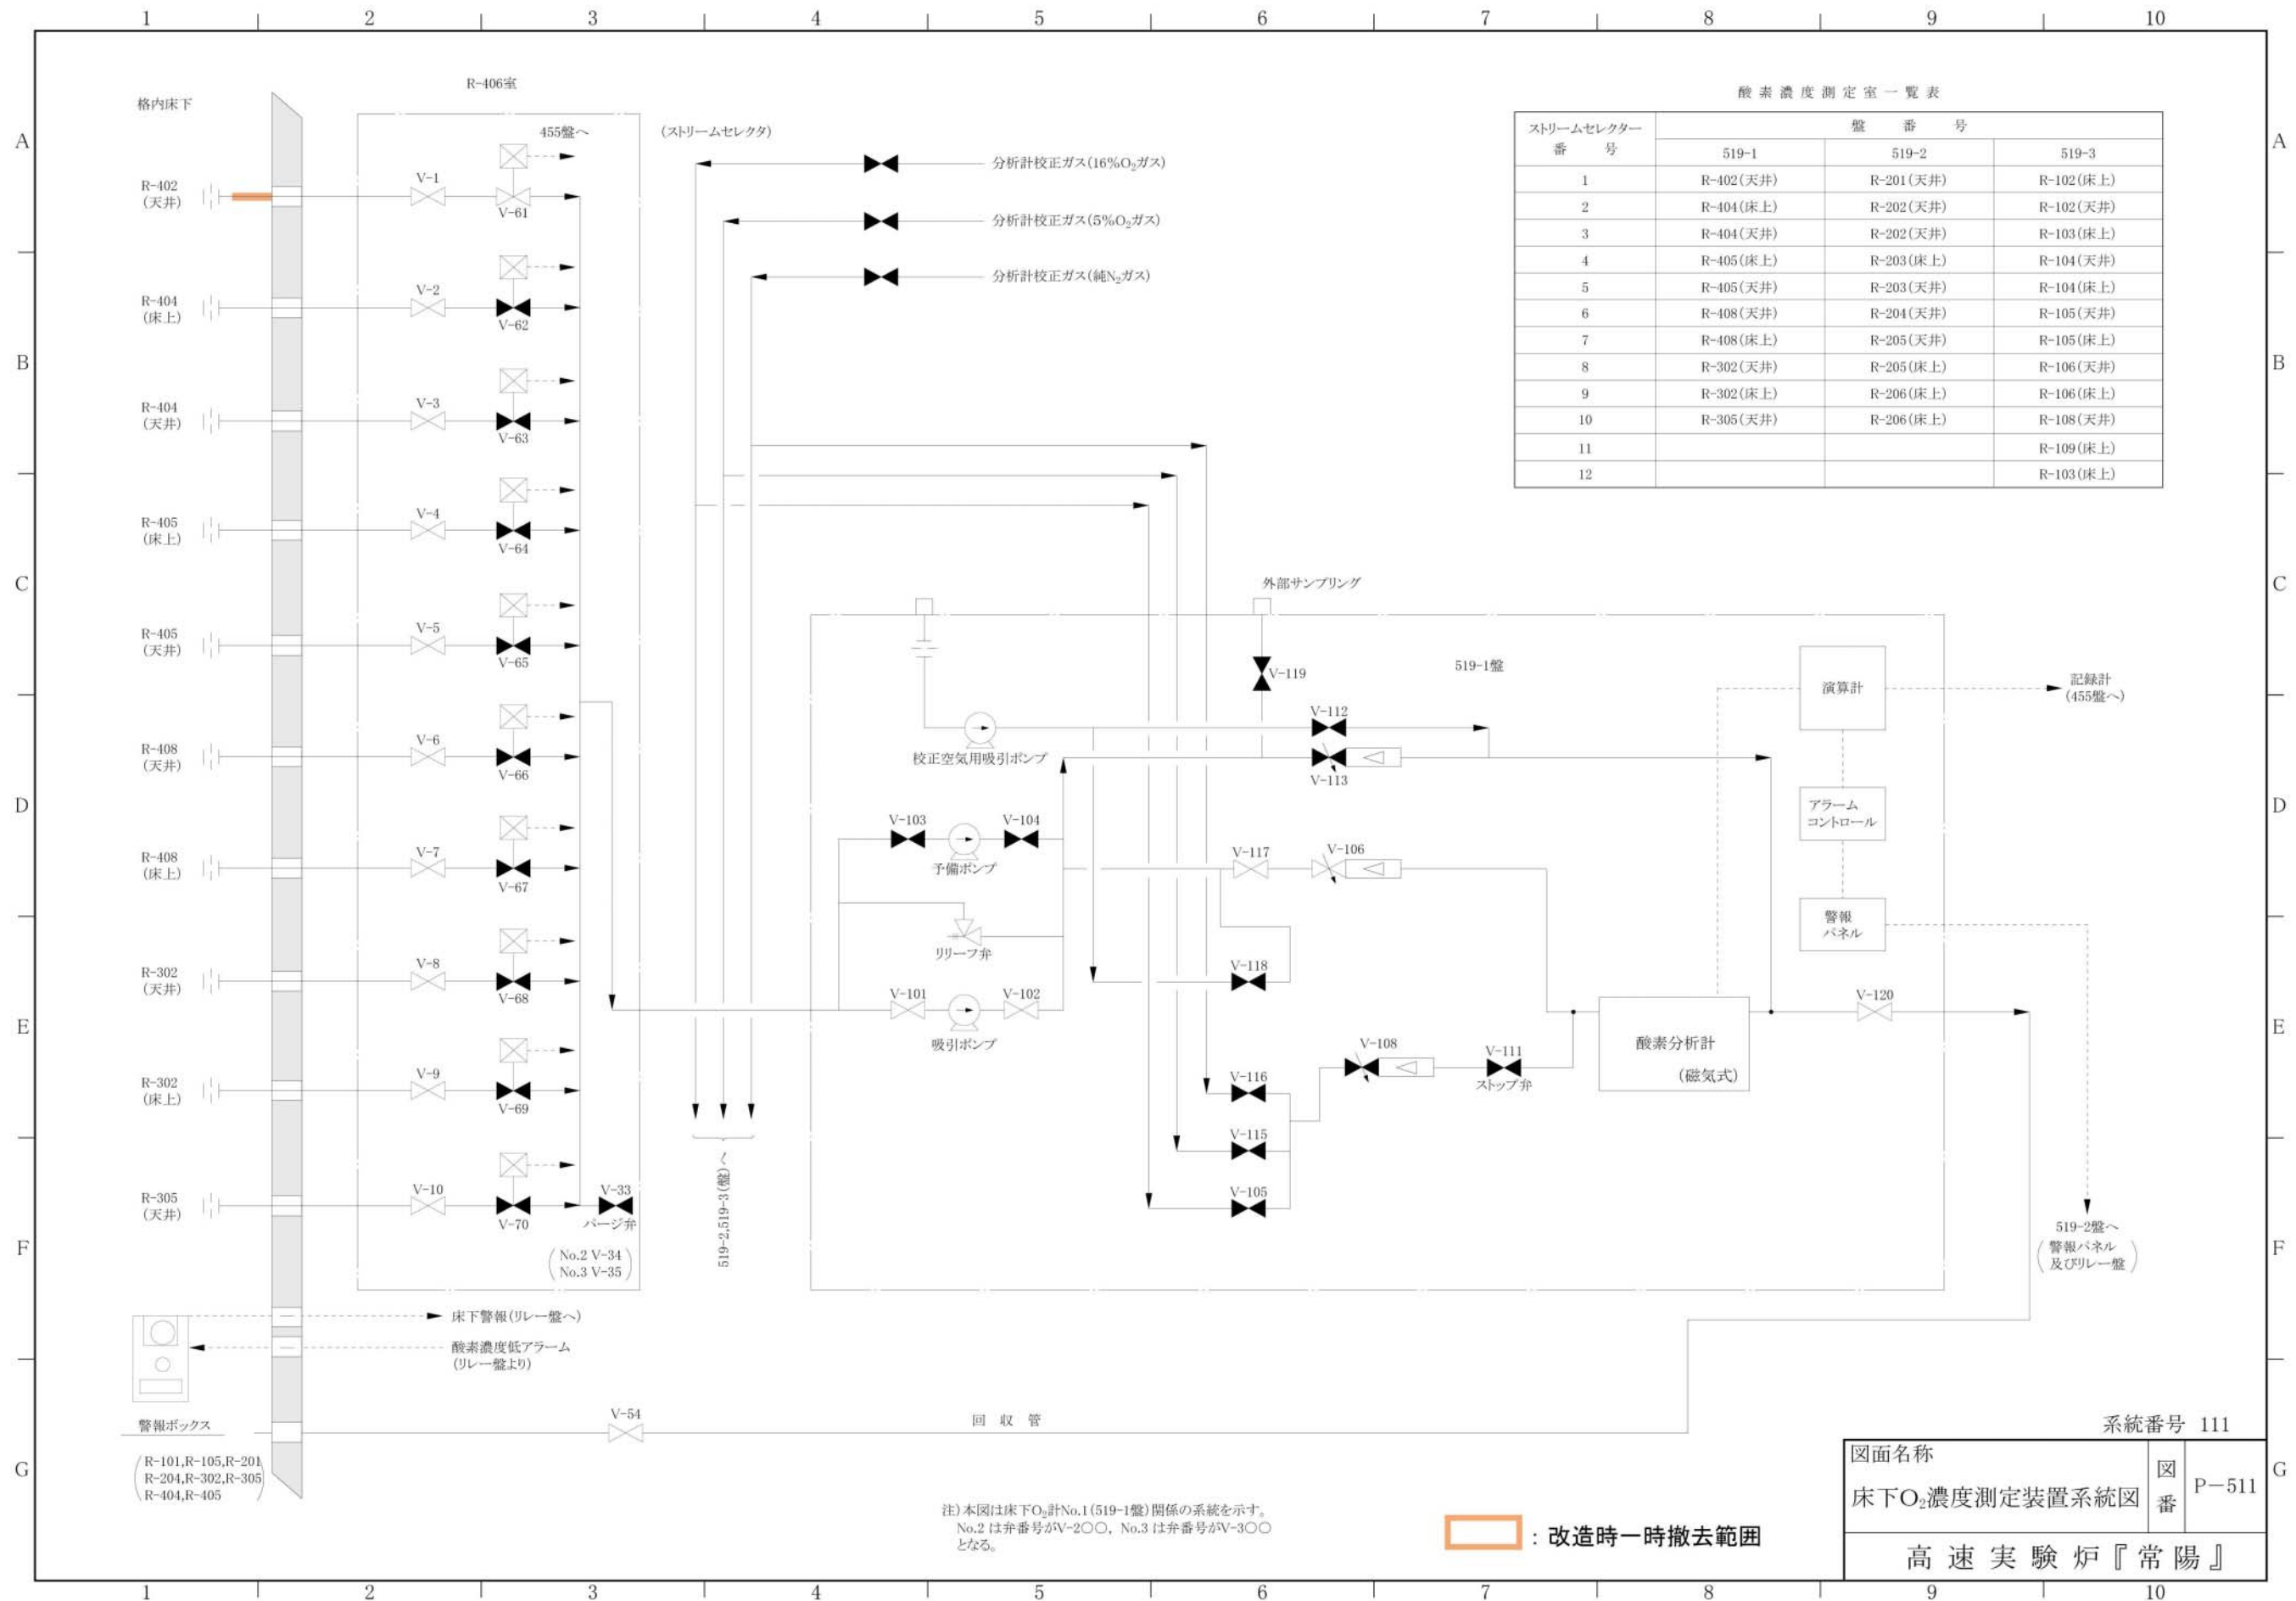 1 2 3 4 5 6 7 8 9 10
A
B
C
D
E
F
G
A
B
C
D
E
F
G
格内床下
R-406室
455盤へ
(ストリームセレクタ)
R-402
(天井)
V-1
V-61
R-404
(床上)
V-2
V-62
R-404
(天井)
V-3
V-63
R-405
(床上)
V-4
V-64
R-405
(天井)
V-5
V-65
R-408
(天井)
V-6
V-66
R-408
(床上)
V-7
V-67
R-302
(天井)
V-8
V-68
R-302
(床上)
V-9
V-69
R-305
(天井)
V-10
V-70
V-33
パージ弁
No.2 V-34
No.3 V-35
床下警報(リレー盤へ)
酸素濃度低アラーム
(リレー盤より)
警報ボックス
(R-101,R-105,R-201
R-204,R-302,R-305
R-404,R-405)
V-54
回収管
分析計校正ガス(16%O₂ガス)
分析計校正ガス(5%O₂ガス)
分析計校正ガス(純N₂ガス)
519-2,519-3(盤)へ
外部サンプリング
V-119
519-1盤
V-112
校正空気用吸引ポンプ
V-113
V-103
V-104
予備ポンプ
V-117
V-106
リリーフ弁
V-118
V-101
V-102
吸引ポンプ
V-108
V-111
ストップ弁
V-116
V-115
V-105
酸素分析計
(磁気式)
演算計
アラーム
コントロール
警報
パネル
記録計
(455盤へ)
V-120
519-2盤へ
(警報パネル
及びリレー盤)
酸素濃度測定室一覧表
ストリームセレクター番号 盤番号
519-1 519-2 519-3
1 R-402(天井) R-201(天井) R-102(床上)
2 R-404(床上) R-202(天井) R-102(天井)
3 R-404(天井) R-202(天井) R-103(床上)
4 R-405(床上) R-203(床上) R-104(天井)
5 R-405(天井) R-203(天井) R-104(床上)
6 R-408(天井) R-204(天井) R-105(天井)
7 R-408(床上) R-205(天井) R-105(床上)
8 R-302(天井) R-205(床上) R-106(天井)
9 R-302(床上) R-206(床上) R-106(床上)
10 R-305(天井) R-206(床上) R-108(天井)
11 R-109(床上)
12 R-103(床上)
注)本図は床下O₂計No.1(519-1盤)関係の系統を示す。
No.2 は弁番号がV-2〇〇, No.3 は弁番号がV-3〇〇
となる。
:改造時一時撤去範囲
系統番号 111
図面名称
床下O₂濃度測定装置系統図
図番
P-511
高速実験炉『常陽』
1 2 3 4 5 6 7 8 9 10